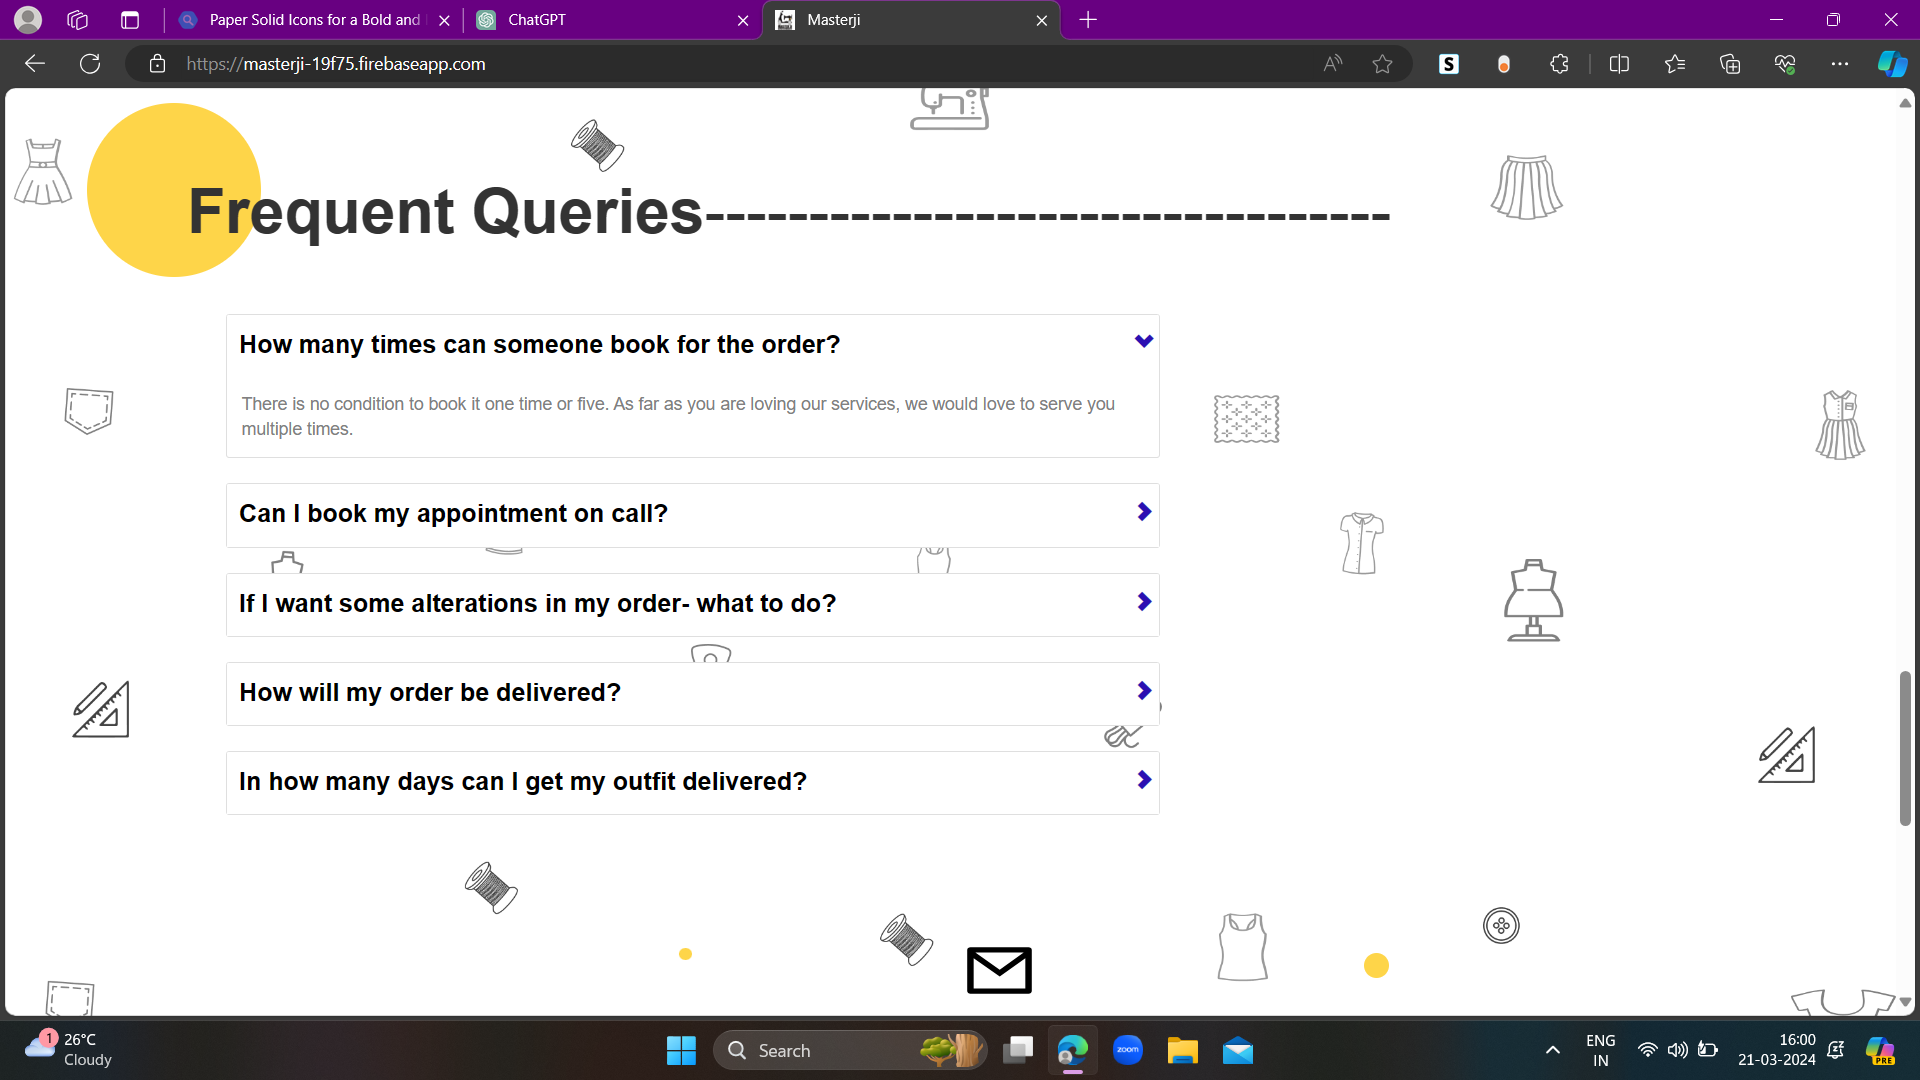 Paper Solid Icons for a Bold and
ChatGPT
Masterji
https://masterji-19f75.firebaseapp.com
A
S
Frequent Queries---------------------------------
How many times can someone book for the order?
There is no condition to book it one time or five. As far as you are loving our services, we would love to serve you
multiple times.
Can I book my appointment on call?
If I want some alterations in my order- what to do?
How will my order be delivered?
In how many days can I get my outfit delivered?
1
26°C
Cloudy
Search
zoom
ENG
IN
16:00
21-03-2024
PRE